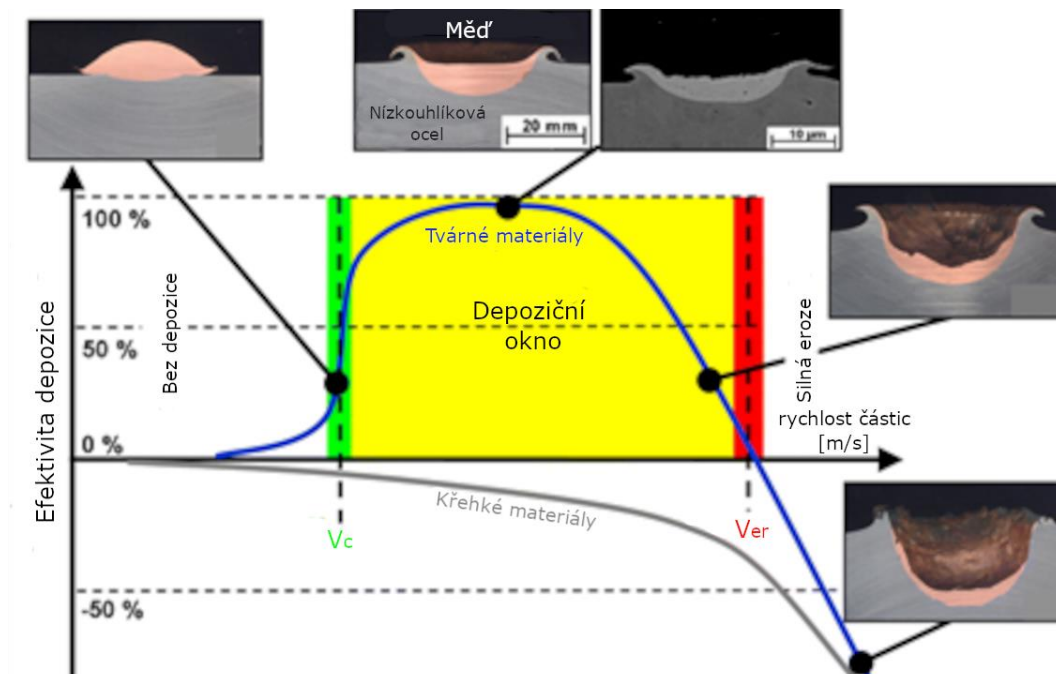 Měď
Nízkouhlíková
ocel
20 mm
10 µm
100 %
Tvárné materiály
Depoziční
okno
50 %
Bez depozice
Silná eroze
rychlost částic
[m/s]
0 %
Efektivita depozice
Křehké materiály
Vc
Ver
-50 %